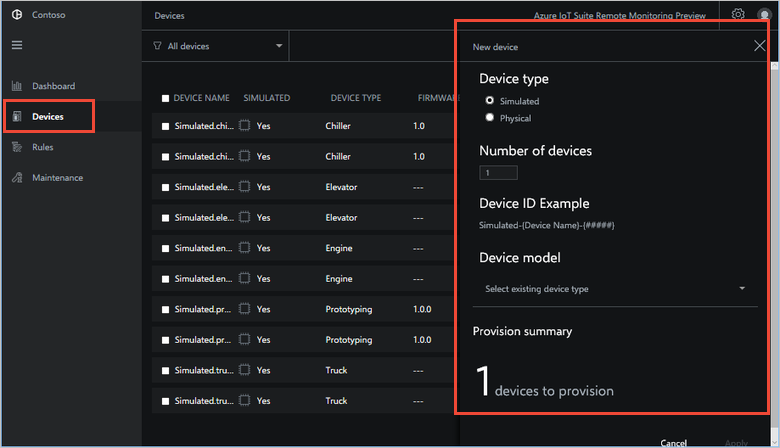 Contoso
Devices
Azure IoT Suite Remote Monitoring Preview
All devices
New device
Dashboard
Devices
Rules
Maintenance
DEVICE NAME SIMULATED DEVICE TYPE FIRMWAR
Simulated.chi... Yes Chiller 1.0
Simulated.chi... Yes Chiller 1.0
Simulated.ele... Yes Elevator ---
Simulated.ele... Yes Elevator ---
Simulated.en... Yes Engine ---
Simulated.en... Yes Engine ---
Simulated.pr... Yes Prototyping 1.0.0
Simulated.pr... Yes Prototyping 1.0.0
Simulated.tru... Yes Truck ---
Simulated.tru... Yes Truck ---
Device type
Simulated
Physical
Number of devices
1
Device ID Example
Simulated-{Device Name}-{#####}
Device model
Select existing device type
Provision summary
1 devices to provision
Cancel Apply